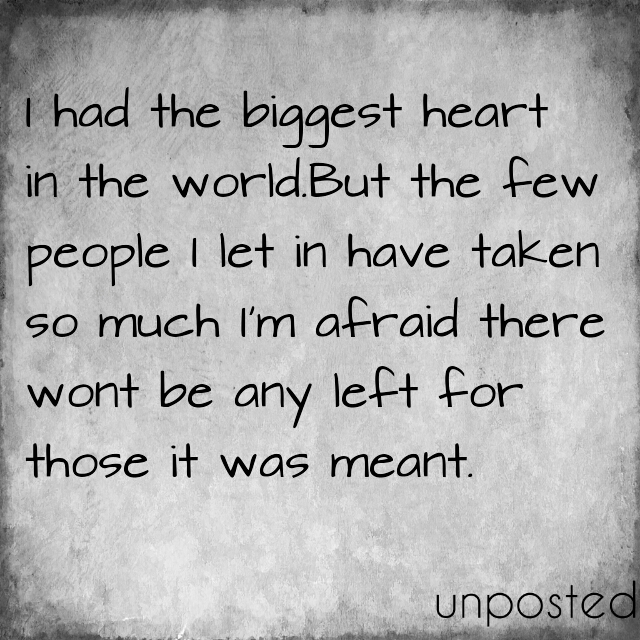 I had the biggest heart
in the world.But the few
people I let in have taken
so much I'm afraid there
wont be any left for
those it was meant.
unposted